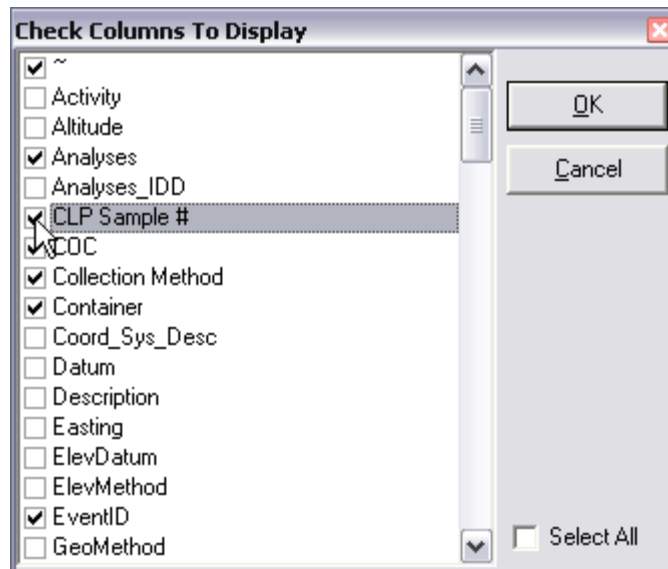 Check Columns To Display
~
Activity
Altitude
Analyses
Analyses_IDD
CLP Sample #
COC
Collection Method
Container
Coord_Sys_Desc
Datum
Description
Easting
ElevDatum
ElevMethod
EventID
GeoMethod
OK
Cancel
Select All